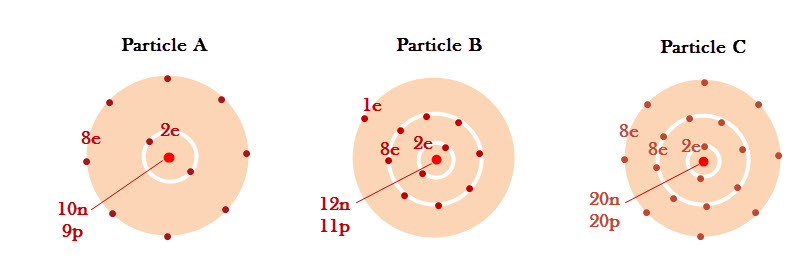 Particle A
Particle B
Particle C
8e
2e
10n
9p
1e
8e
2e
12n
11p
8e
8e
2e
20n
20p